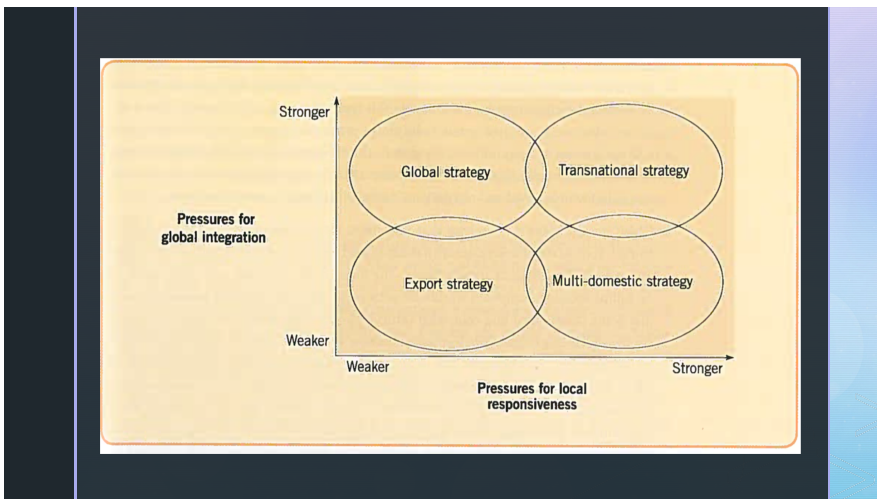 Stronger
Global strategy
Transnational strategy
Pressures for
global integration
Export strategy
Multi-domestic strategy
Weaker
Weaker
Stronger
Pressures for local
responsiveness